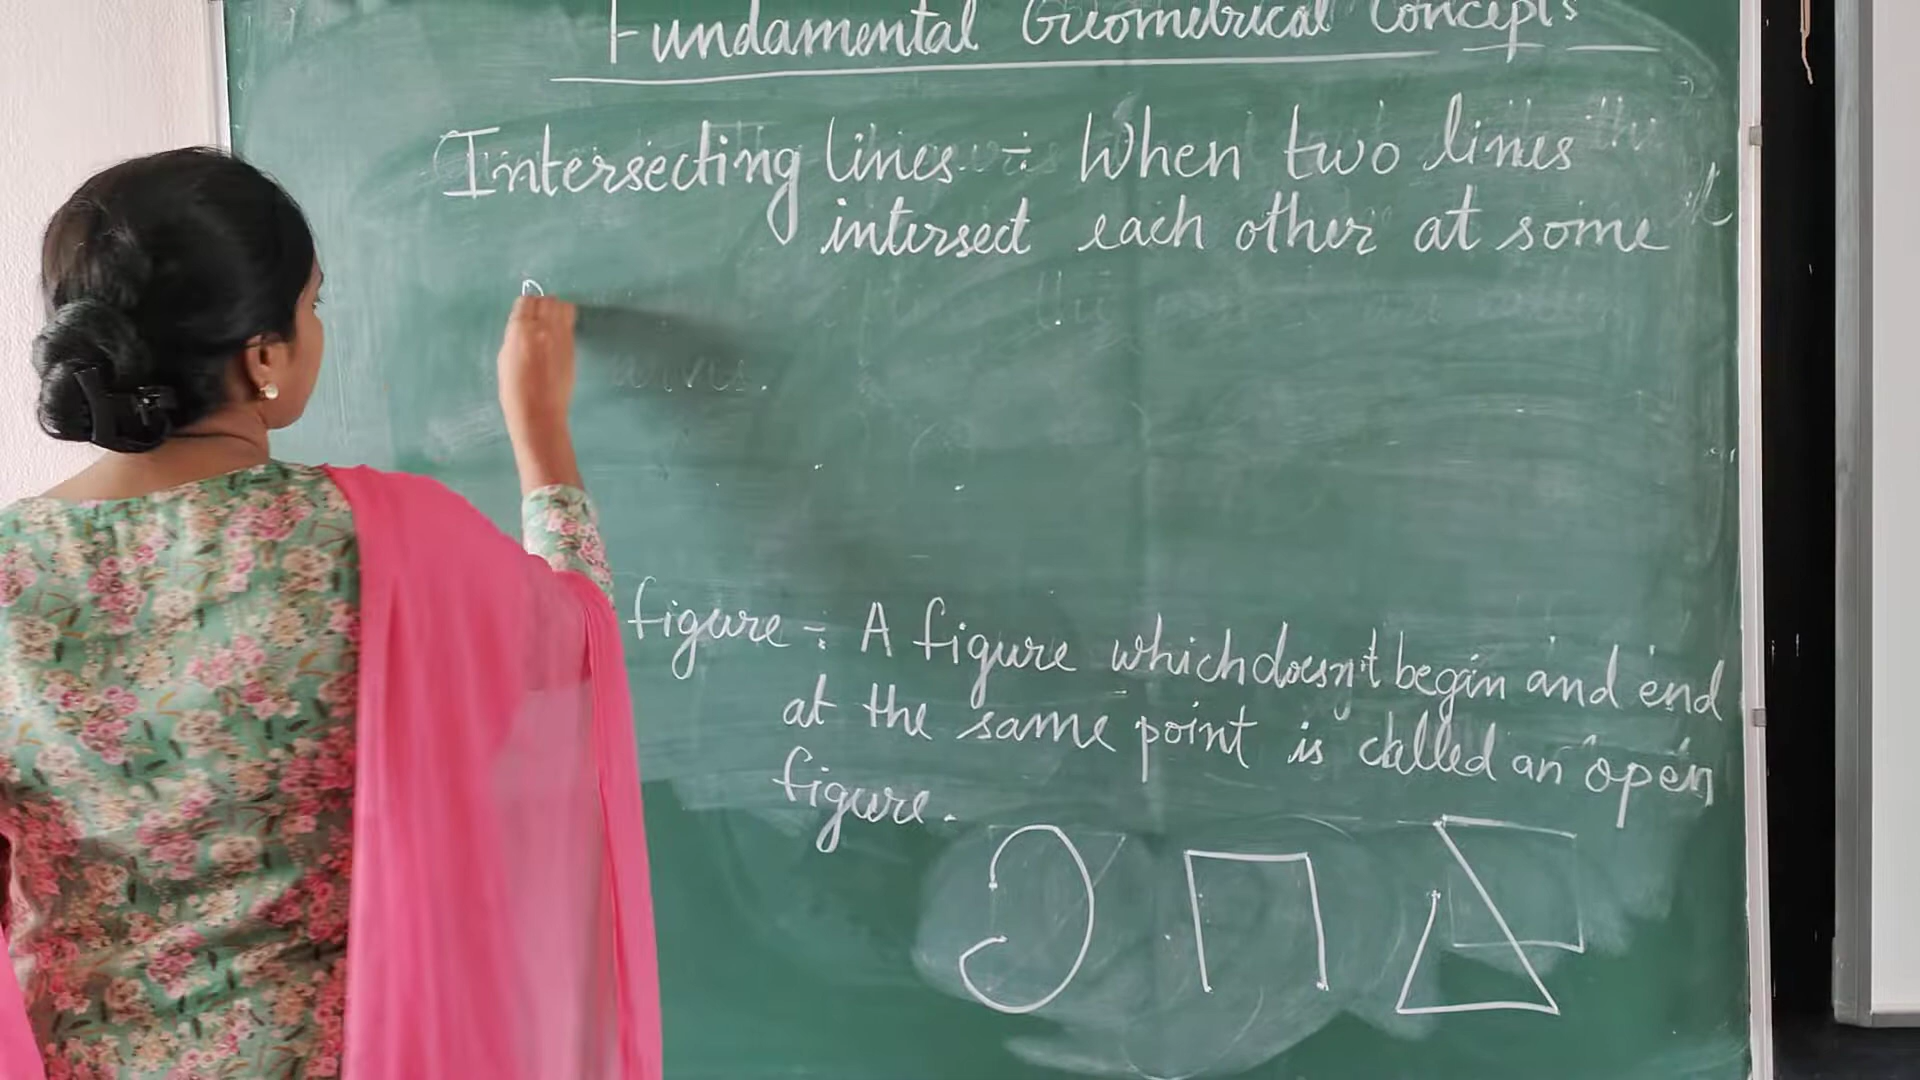 Fundamental Geometrical Concepts
Intersecting lines ÷ When two lines
intersect each other at some
figure ÷ A figure which doesn't begin and end
at the same point is called an open
figure.